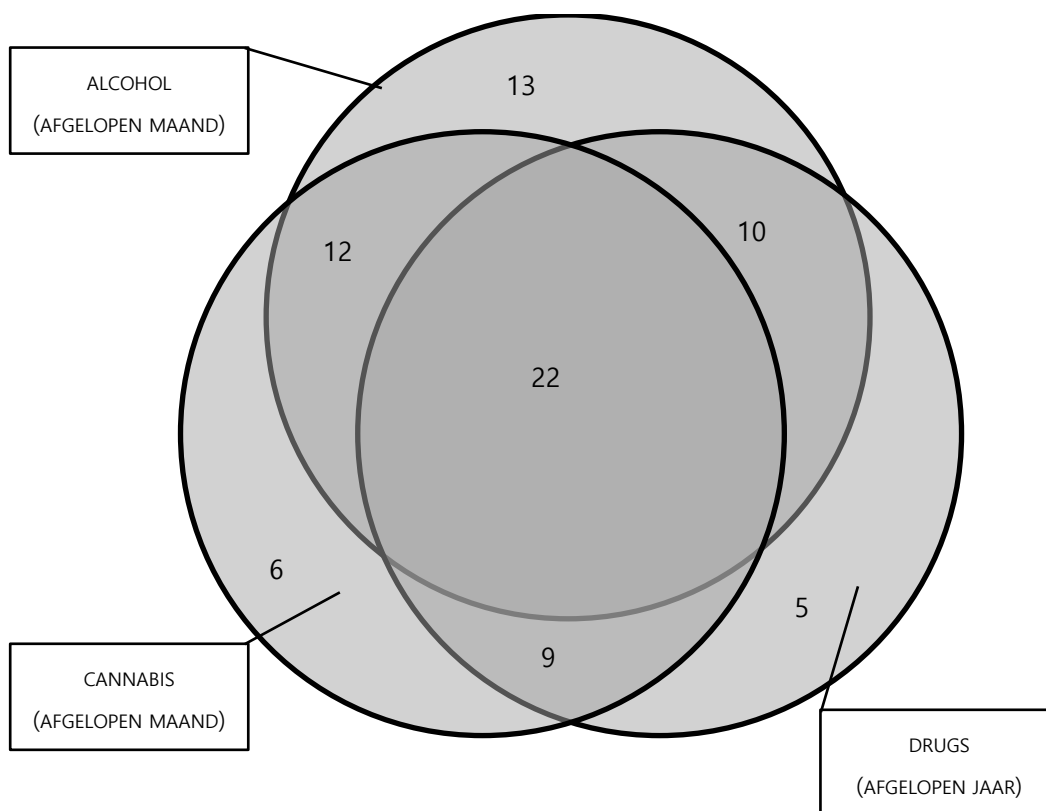 ALCOHOL
(AFGELOPEN MAAND)
13
12
10
22
6
5
9
CANNABIS
(AFGELOPEN MAAND)
DRUGS
(AFGELOPEN JAAR)